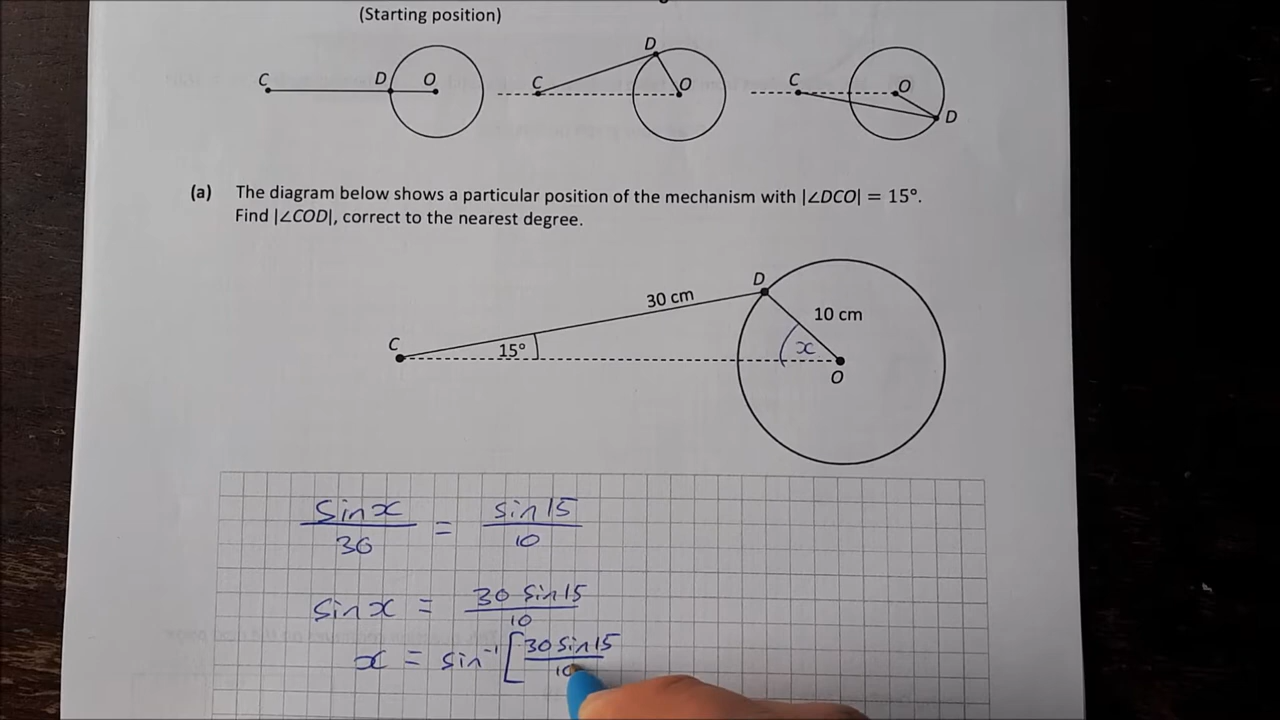 (Starting position)
C D O
D C O
C O D
(a) The diagram below shows a particular position of the mechanism with |∠DCO| = 15°.
Find |∠COD|, correct to the nearest degree.
D
30 cm
10 cm
C
15°
x
O
sin x / 30 = sin 15 / 10
sin x = 30 sin 15 / 10
x = sin⁻¹ [ 30 sin 15 / 10